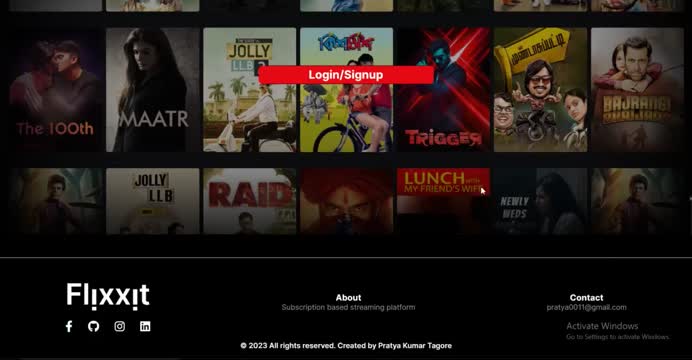 JOLLY
LLB 2
Login/Signup
The 100th
MAATR
TRIGGER
BAJRANGI
BHAIJAAN
JOLLY
LLB
RAID
LUNCH WITH
MY FRIEND'S WIFE
NEWLY
WEDS
Flixxit
About
Subscription based streaming platform
Contact
pratya0011@gmail.com
Activate Windows
Go to Settings to activate Windows.
© 2023 All rights reserved. Created by Pratya Kumar Tagore